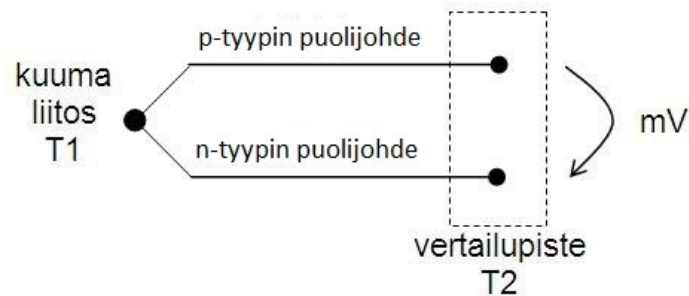 p-tyypin puolijohde
kuuma
liitos
T1
n-tyypin puolijohde
mV
vertailupiste
T2